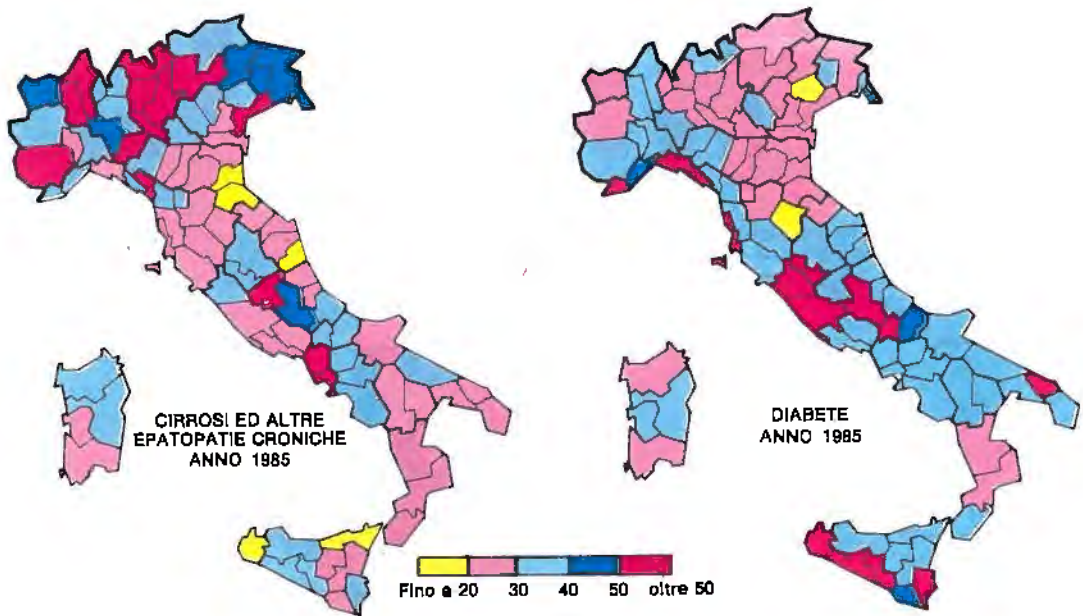 CIRROSI ED ALTRE
EPATOPATIE CRONICHE
ANNO 1985
DIABETE
ANNO 1985
Fino a 20 30 40 50 oltre 50